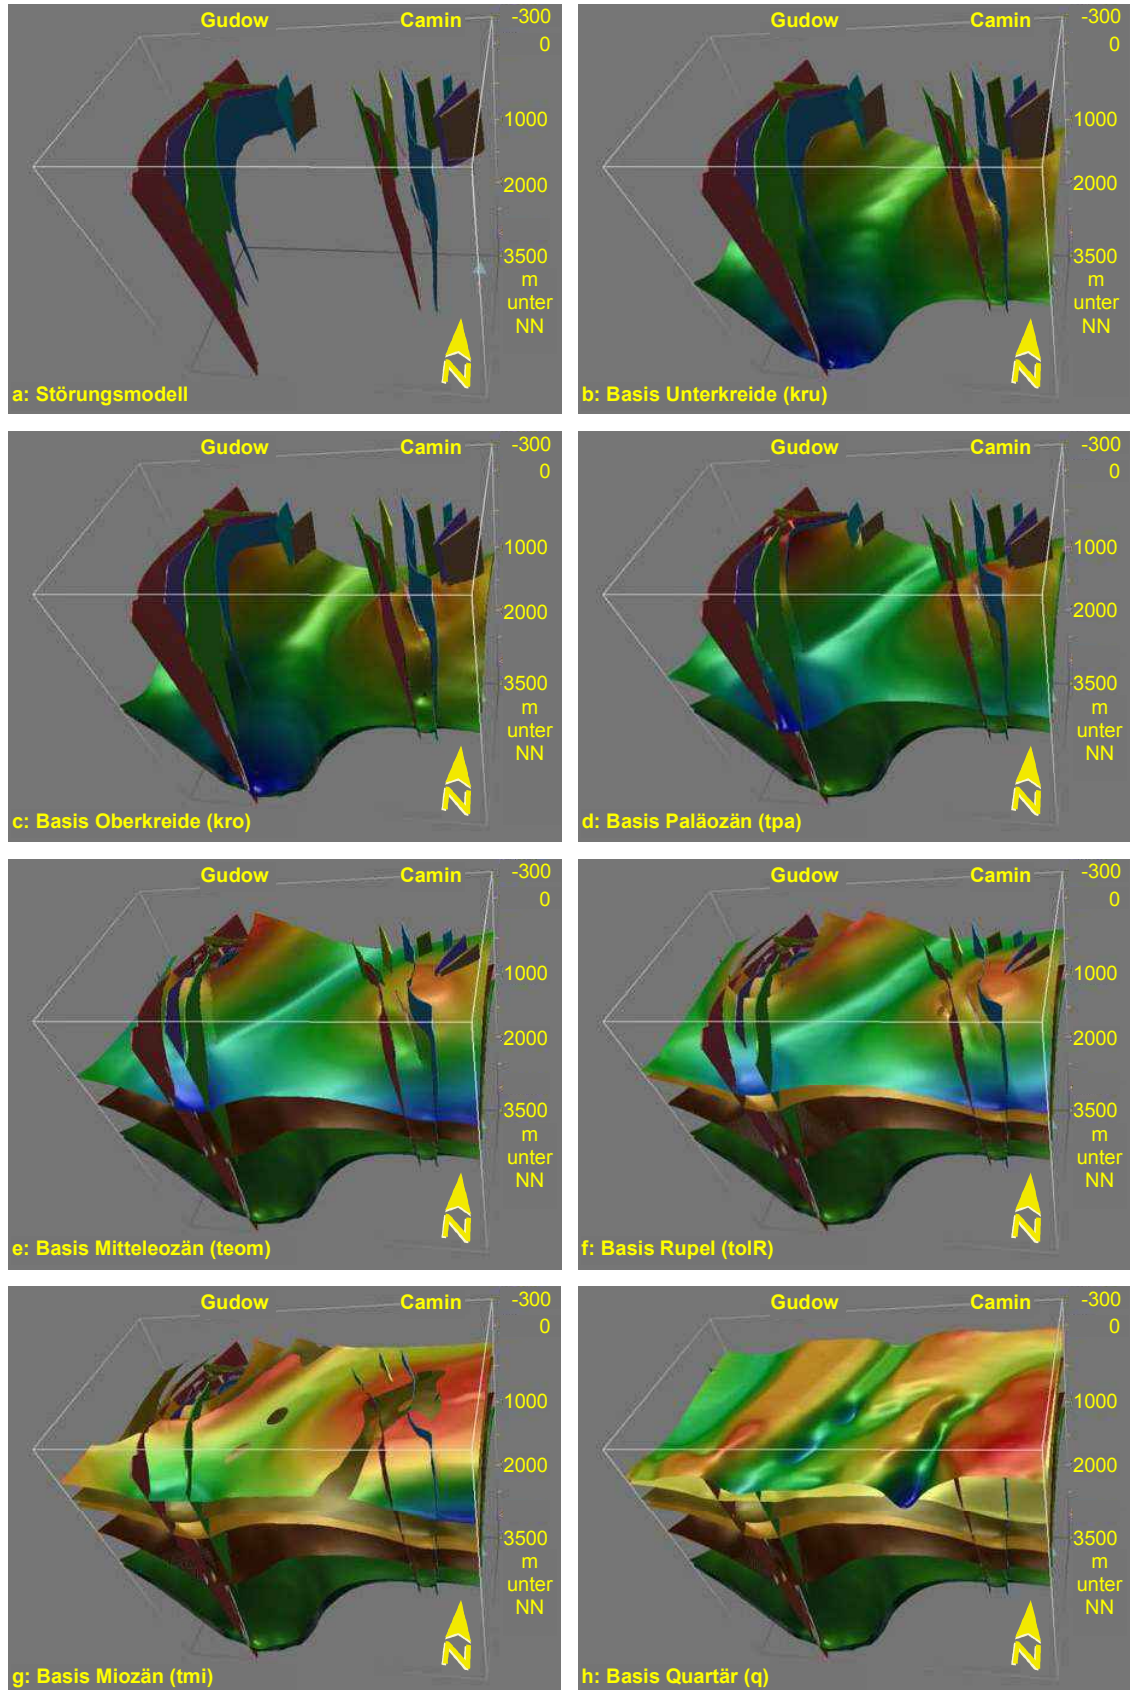 Gudow Camin -300
0
1000
2000
3500
m
unter
NN
N
a: Störungsmodell
Gudow Camin -300
0
1000
2000
3500
m
unter
NN
N
b: Basis Unterkreide (kru)
Gudow Camin -300
0
1000
2000
3500
m
unter
NN
N
c: Basis Oberkreide (kro)
Gudow Camin -300
0
1000
2000
3500
m
unter
NN
N
d: Basis Paläozän (tpa)
Gudow Camin -300
0
1000
2000
3500
m
unter
NN
N
e: Basis Mitteleozän (teom)
Gudow Camin -300
0
1000
2000
3500
m
unter
NN
N
f: Basis Rupel (tolR)
Gudow Camin -300
0
1000
2000
3500
m
unter
NN
N
g: Basis Miozän (tmi)
Gudow Camin -300
0
1000
2000
3500
m
unter
NN
N
h: Basis Quartär (q)